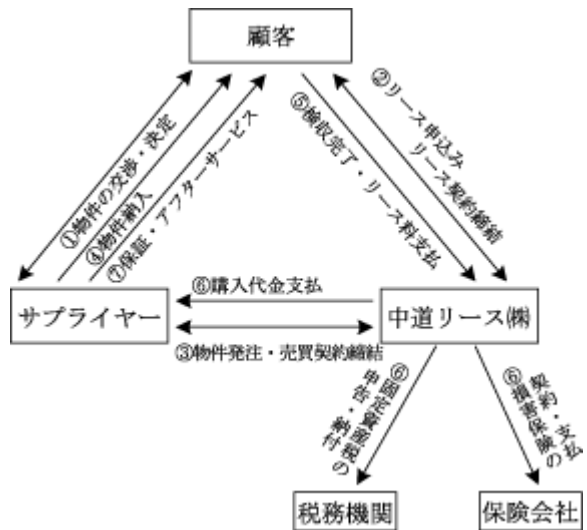 顧客
①物件の交渉・決定
④物件納入
⑦保証・アフターサービス
⑤検収完了・リース料支払
②リース申込み
リース契約締結
サプライヤー
⑥購入代金支払
中道リース㈱
③物件発注・売買契約締結
⑥固定資産税の
申告・納付
⑥損害保険の
契約・支払
税務機関
保険会社